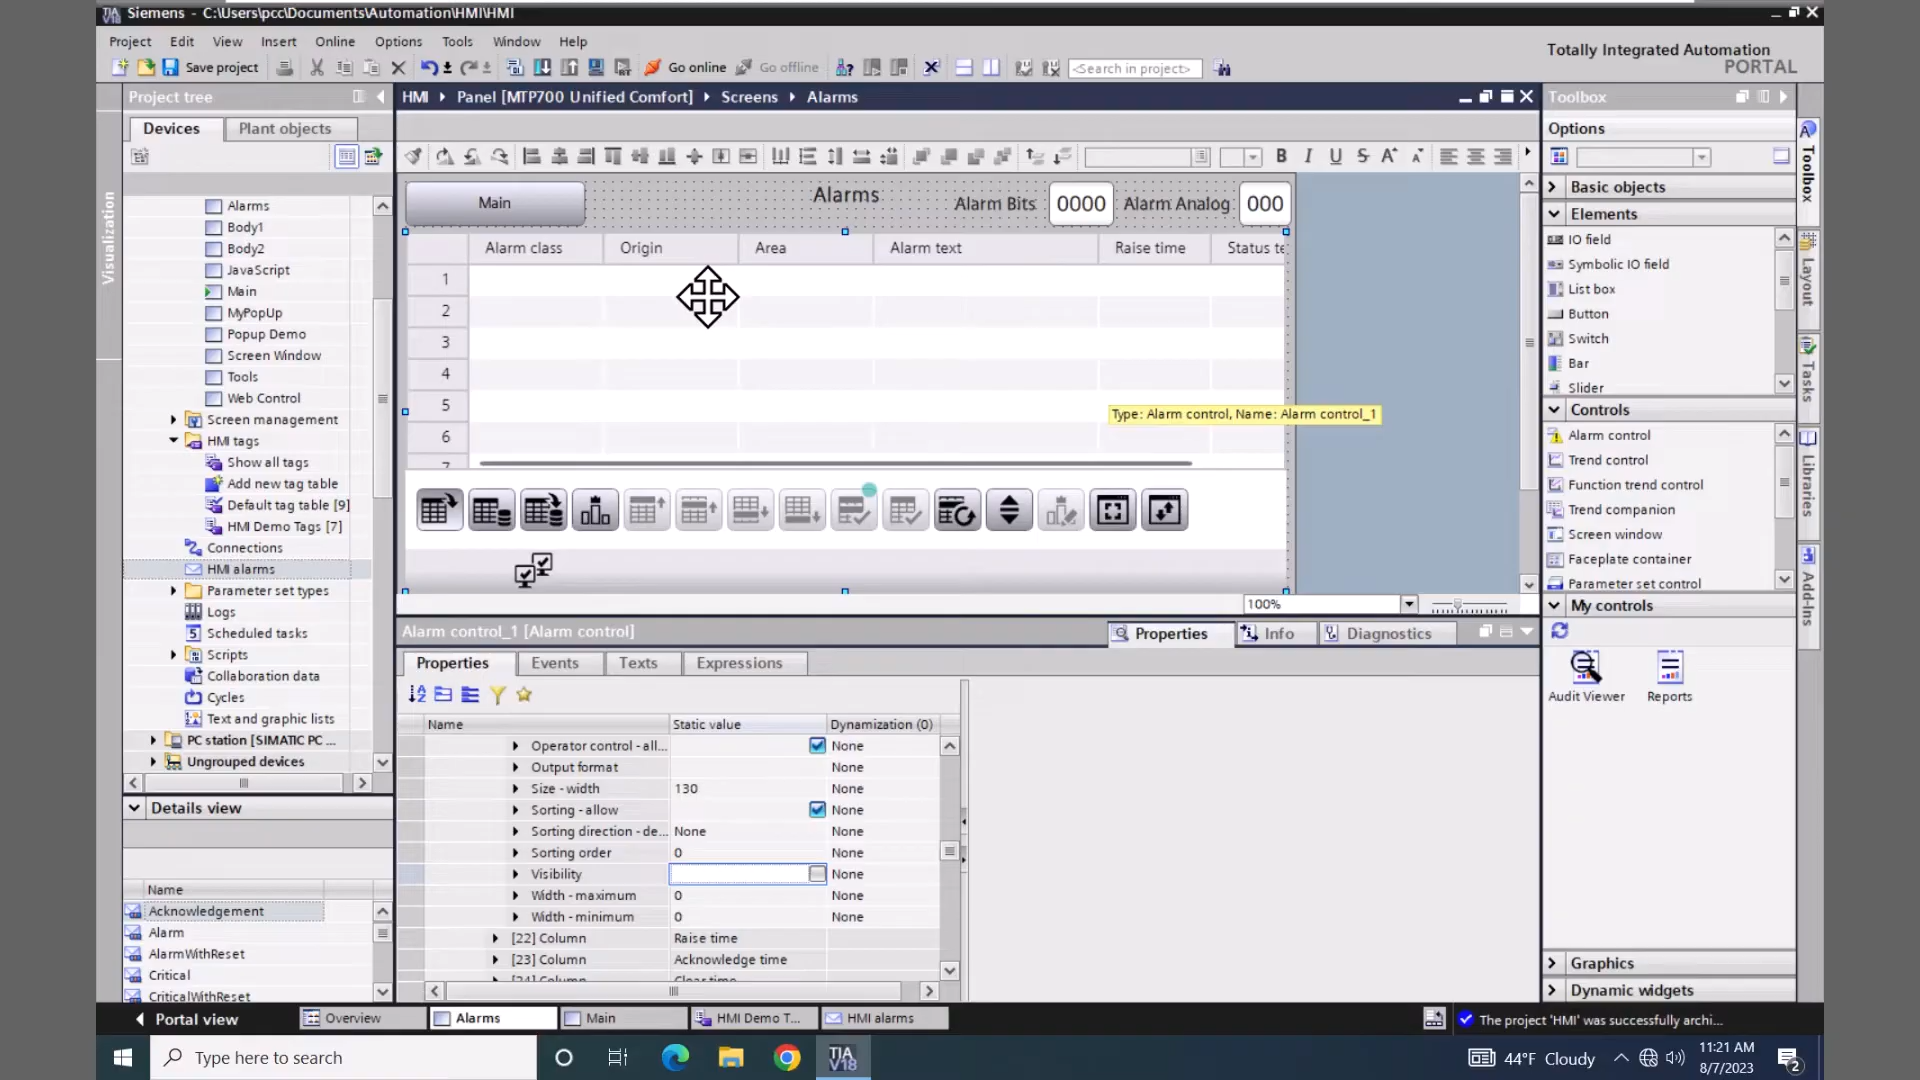 Siemens - C:\Users\pcc\Documents\Automation\HMI\HMI
Project Edit View Insert Online Options Tools Window Help
Totally Integrated Automation
PORTAL
Save project
Go online
Go offline
<Search in project>
Project tree
HMI
Panel [MTP700 Unified Comfort]
Screens
Alarms
Toolbox
Devices
Plant objects
Options
Visualization
Alarms
Body1
Body2
JavaScript
Main
MyPopUp
Popup Demo
Screen Window
Tools
Web Control
Screen management
HMI tags
Show all tags
Add new tag table
Default tag table [9]
HMI Demo Tags [7]
Connections
HMI alarms
Parameter set types
Logs
Scheduled tasks
Scripts
Collaboration data
Cycles
Text and graphic lists
PC station [SIMATIC PC ...
Ungrouped devices
Details view
Name
Acknowledgement
Alarm
AlarmWithReset
Critical
CriticalWithReset
B I U S A A
Main
Alarms
Alarm Bits
0000
Alarm Analog
000
Alarm class
Origin
Area
Alarm text
Raise time
Status te
1
2
3
4
5
6
7
Type: Alarm control, Name: Alarm control_1
100%
Alarm control_1 [Alarm control]
Properties
Info
Diagnostics
Properties
Events
Texts
Expressions
Name
Static value
Dynamization (0)
Operator control - all... None
Output format None
Size - width 130 None
Sorting - allow None
Sorting direction - de... None None
Sorting order 0 None
Visibility None
Width - maximum 0 None
Width - minimum 0 None
[22] Column Raise time
[23] Column Acknowledge time
[24] Column Clear time
Basic objects
Elements
IO field
Symbolic IO field
List box
Button
Switch
Bar
Slider
Controls
Alarm control
Trend control
Function trend control
Trend companion
Screen window
Faceplate container
Parameter set control
My controls
Audit Viewer
Reports
Graphics
Dynamic widgets
Toolbox
Layout
Tasks
Libraries
Add-Ins
Portal view
Overview
Alarms
Main
HMI Demo T...
HMI alarms
The project 'HMI' was successfully archi...
Type here to search
TIA
V18
44°F Cloudy
11:21 AM
8/7/2023
2